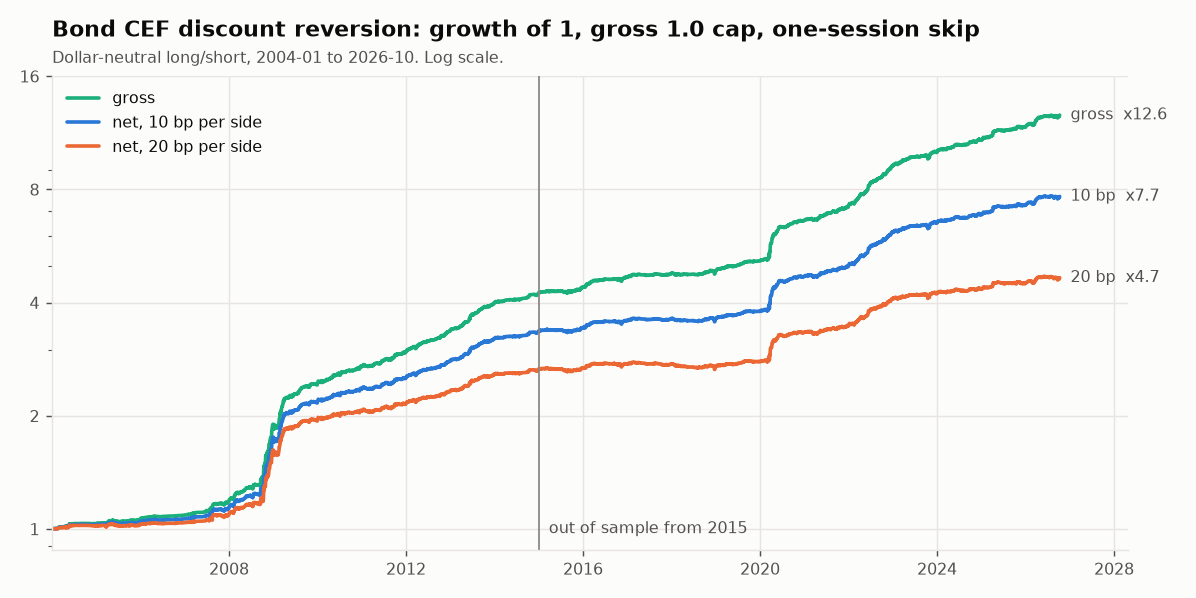 Bond CEF discount reversion: growth of 1, gross 1.0 cap, one-session skip
Dollar-neutral long/short, 2004-01 to 2026-10. Log scale.
16
8
4
2
1
gross
net, 10 bp per side
net, 20 bp per side
gross x12.6
10 bp x7.7
20 bp x4.7
out of sample from 2015
2008
2012
2016
2020
2024
2028